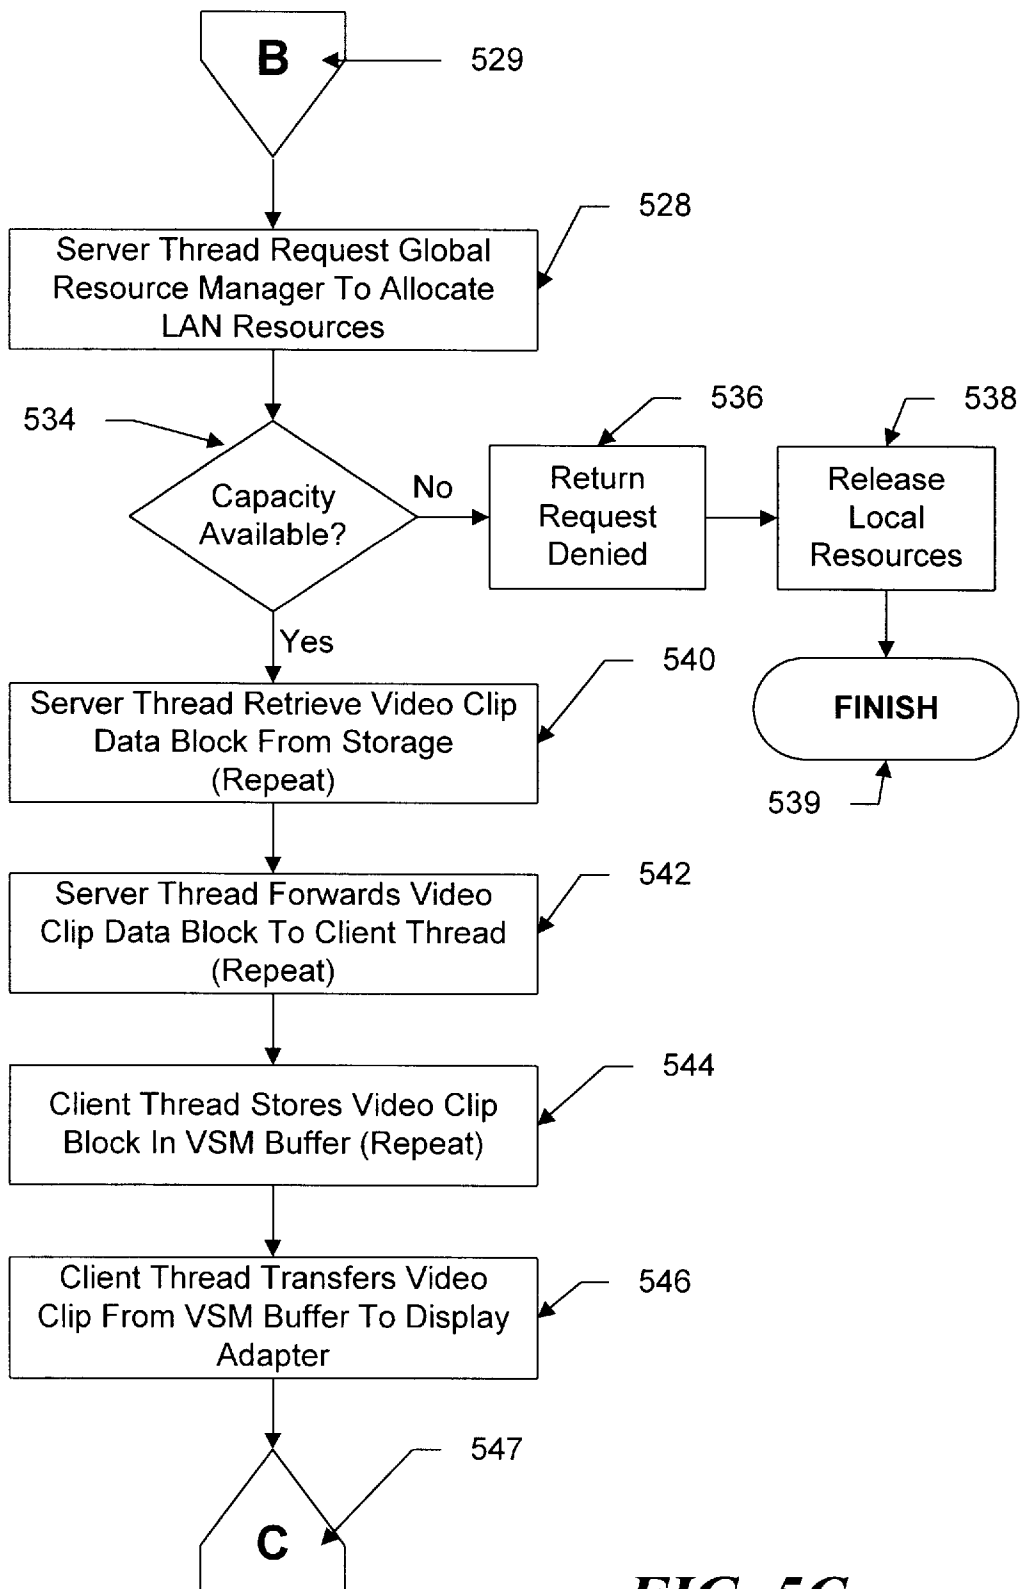 B
529
528
Server Thread Request Global
Resource Manager To Allocate
LAN Resources
534
536
538
Capacity
Available?
No
Return
Request
Denied
Release
Local
Resources
Yes
540
Server Thread Retrieve Video Clip
Data Block From Storage
(Repeat)
FINISH
539
542
Server Thread Forwards Video
Clip Data Block To Client Thread
(Repeat)
544
Client Thread Stores Video Clip
Block In VSM Buffer (Repeat)
546
Client Thread Transfers Video
Clip From VSM Buffer To Display
Adapter
547
C
FIG. 5C